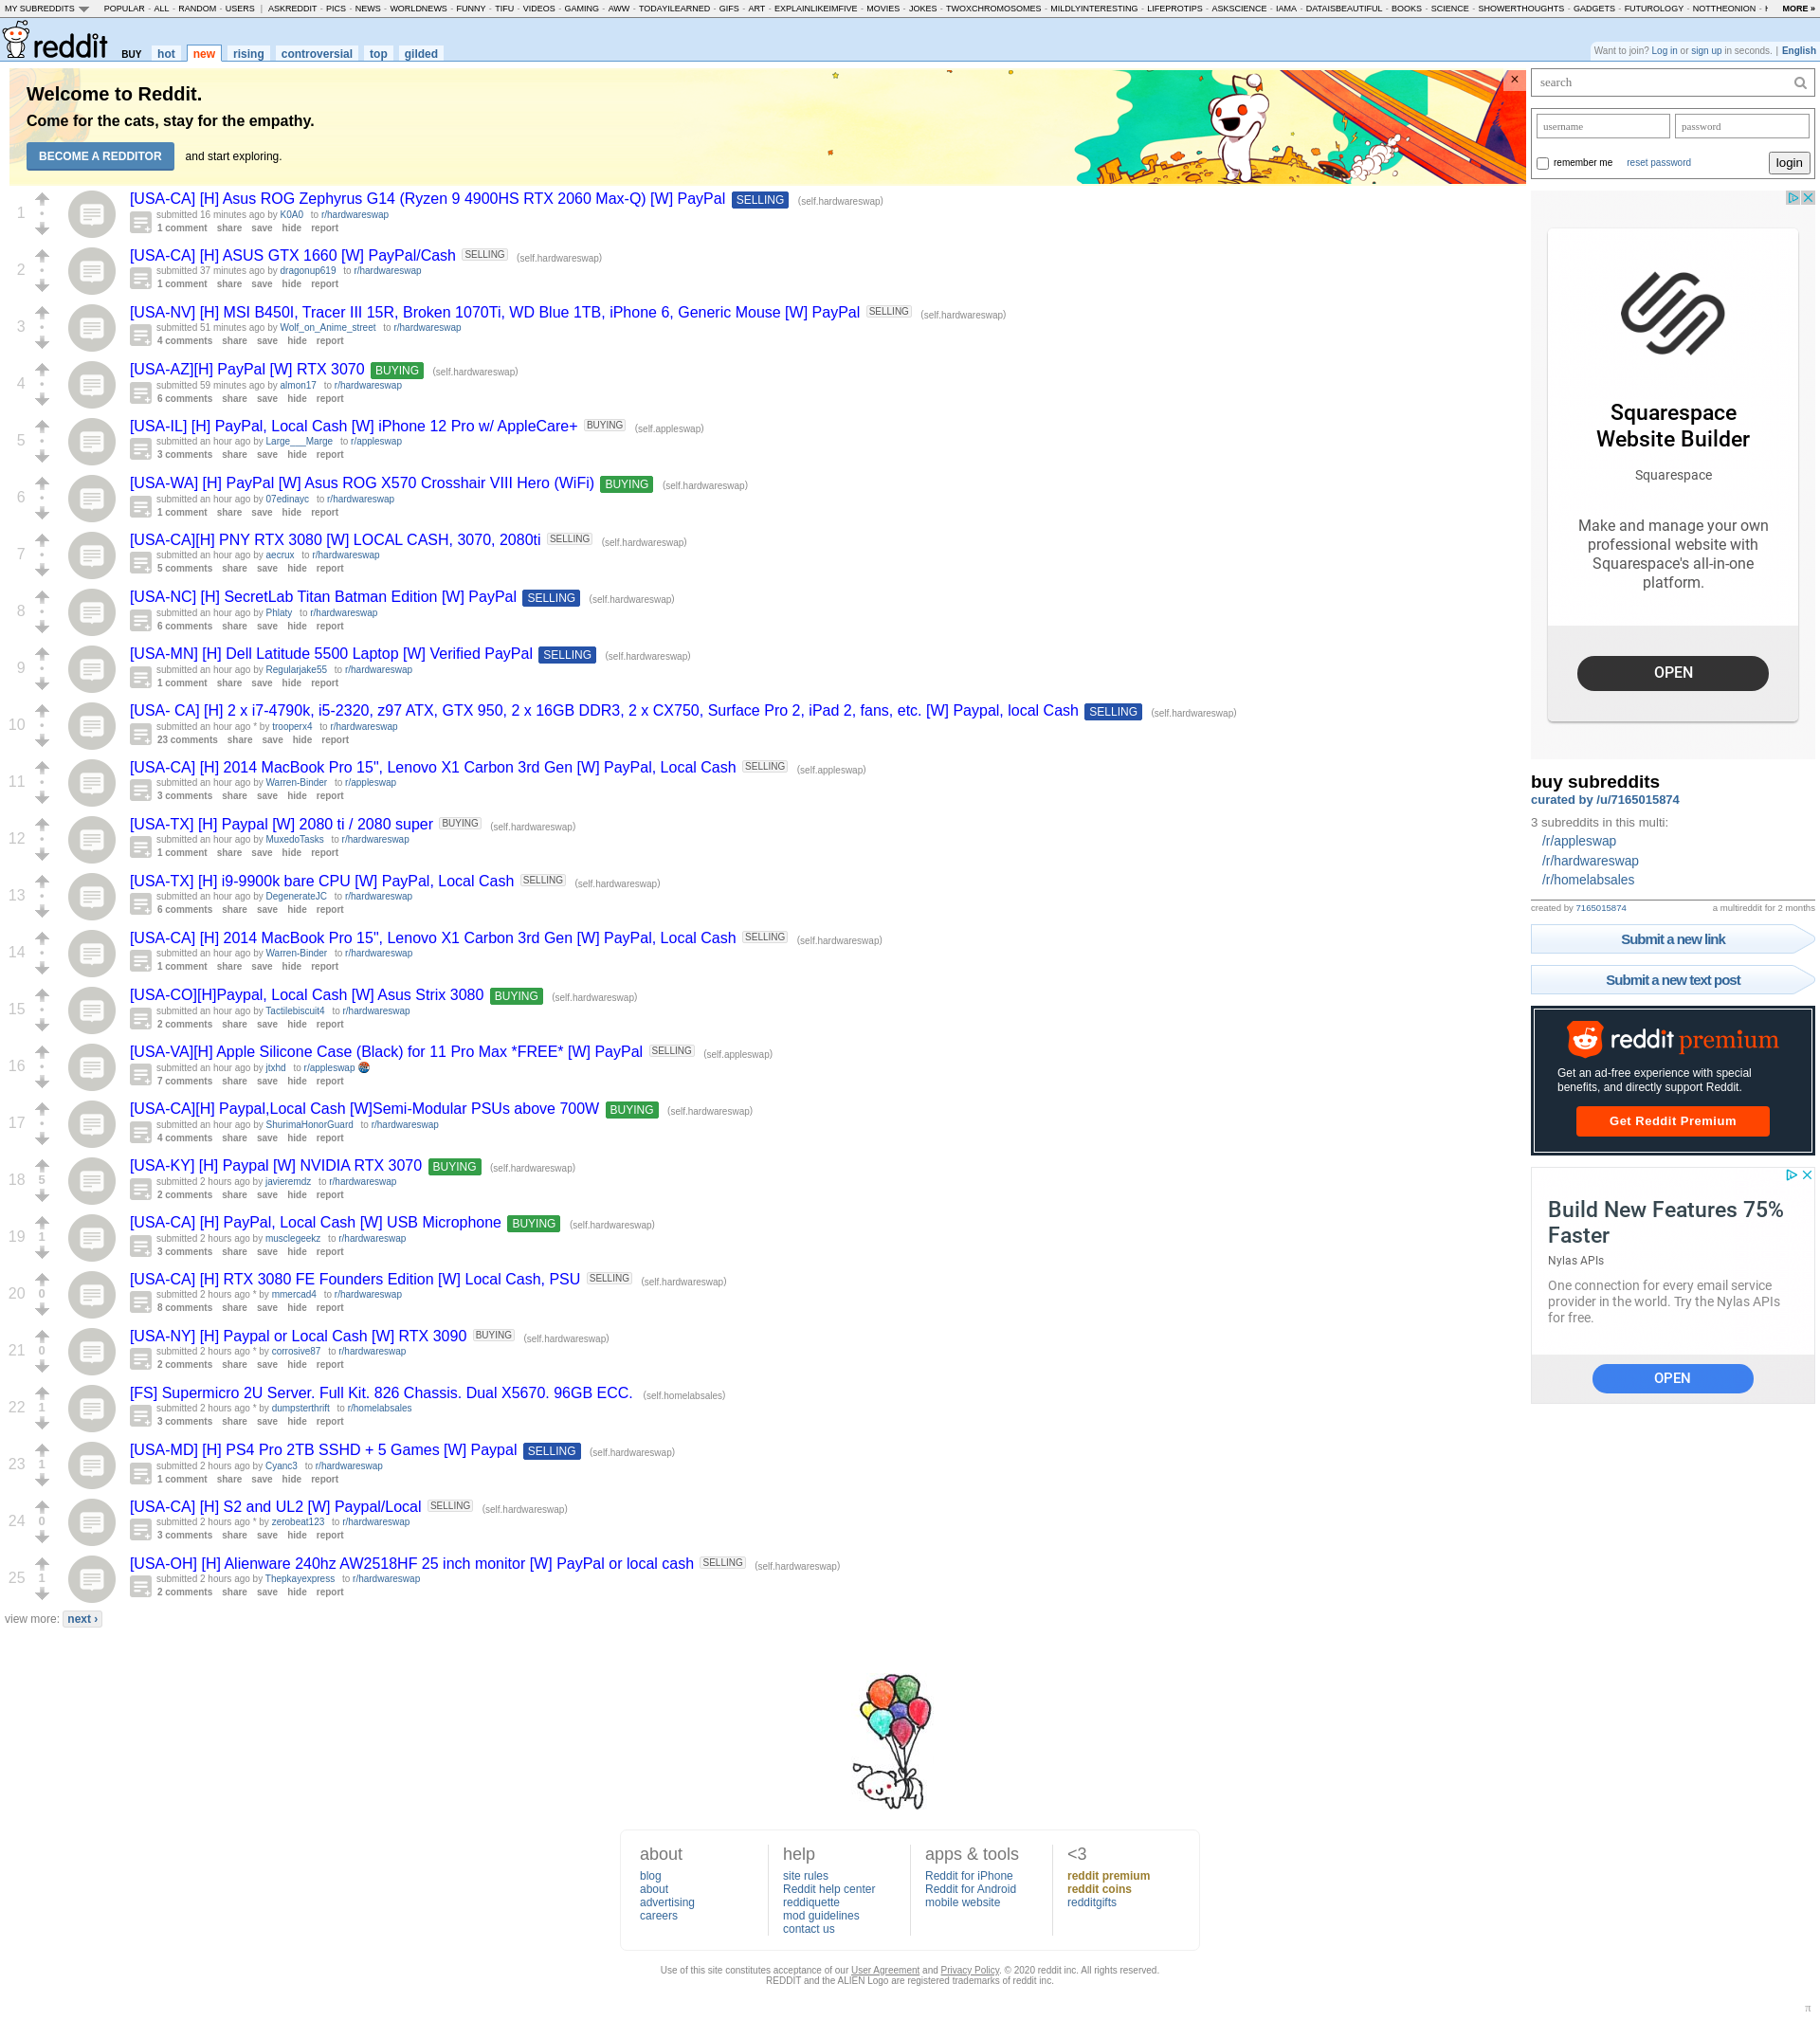 MY SUBREDDITS POPULAR - ALL - RANDOM - USERS | ASKREDDIT - PICS - NEWS - WORLDNEWS - FUNNY - TIFU - VIDEOS - GAMING - AWW - TODAYILEARNED - GIFS - ART - EXPLAINLIKEIMFIVE - MOVIES - JOKES - TWOXCHROMOSOMES - MILDLYINTERESTING - LIFEPROTIPS - ASKSCIENCE - IAMA - DATAISBEAUTIFUL - BOOKS - SCIENCE - SHOWERTHOUGHTS - GADGETS - FUTUROLOGY - NOTTHEONION - MORE »
reddit BUY hot new rising controversial top gilded
Want to join? Log in or sign up in seconds. | English
Welcome to Reddit.
Come for the cats, stay for the empathy.
BECOME A REDDITOR and start exploring.
×
1
[USA-CA] [H] Asus ROG Zephyrus G14 (Ryzen 9 4900HS RTX 2060 Max-Q) [W] PayPal SELLING (self.hardwareswap)
submitted 16 minutes ago by K0A0 to r/hardwareswap
1 comment share save hide report
2
[USA-CA] [H] ASUS GTX 1660 [W] PayPal/Cash SELLING (self.hardwareswap)
submitted 37 minutes ago by dragonup619 to r/hardwareswap
1 comment share save hide report
3
[USA-NV] [H] MSI B450I, Tracer III 15R, Broken 1070Ti, WD Blue 1TB, iPhone 6, Generic Mouse [W] PayPal SELLING (self.hardwareswap)
submitted 51 minutes ago by Wolf_on_Anime_street to r/hardwareswap
4 comments share save hide report
4
[USA-AZ][H] PayPal [W] RTX 3070 BUYING (self.hardwareswap)
submitted 59 minutes ago by almon17 to r/hardwareswap
6 comments share save hide report
5
[USA-IL] [H] PayPal, Local Cash [W] iPhone 12 Pro w/ AppleCare+ BUYING (self.appleswap)
submitted an hour ago by Large___Marge to r/appleswap
3 comments share save hide report
6
[USA-WA] [H] PayPal [W] Asus ROG X570 Crosshair VIII Hero (WiFi) BUYING (self.hardwareswap)
submitted an hour ago by 07edinayc to r/hardwareswap
1 comment share save hide report
7
[USA-CA][H] PNY RTX 3080 [W] LOCAL CASH, 3070, 2080ti SELLING (self.hardwareswap)
submitted an hour ago by aecrux to r/hardwareswap
5 comments share save hide report
8
[USA-NC] [H] SecretLab Titan Batman Edition [W] PayPal SELLING (self.hardwareswap)
submitted an hour ago by Phlaty to r/hardwareswap
6 comments share save hide report
9
[USA-MN] [H] Dell Latitude 5500 Laptop [W] Verified PayPal SELLING (self.hardwareswap)
submitted an hour ago by Regularjake55 to r/hardwareswap
1 comment share save hide report
10
[USA- CA] [H] 2 x i7-4790k, i5-2320, z97 ATX, GTX 950, 2 x 16GB DDR3, 2 x CX750, Surface Pro 2, iPad 2, fans, etc. [W] Paypal, local Cash SELLING (self.hardwareswap)
submitted an hour ago * by trooperx4 to r/hardwareswap
23 comments share save hide report
11
[USA-CA] [H] 2014 MacBook Pro 15", Lenovo X1 Carbon 3rd Gen [W] PayPal, Local Cash SELLING (self.appleswap)
submitted an hour ago by Warren-Binder to r/appleswap
3 comments share save hide report
12
[USA-TX] [H] Paypal [W] 2080 ti / 2080 super BUYING (self.hardwareswap)
submitted an hour ago by MuxedoTasks to r/hardwareswap
1 comment share save hide report
13
[USA-TX] [H] i9-9900k bare CPU [W] PayPal, Local Cash SELLING (self.hardwareswap)
submitted an hour ago by DegenerateJC to r/hardwareswap
6 comments share save hide report
14
[USA-CA] [H] 2014 MacBook Pro 15", Lenovo X1 Carbon 3rd Gen [W] PayPal, Local Cash SELLING (self.hardwareswap)
submitted an hour ago by Warren-Binder to r/hardwareswap
1 comment share save hide report
15
[USA-CO][H]Paypal, Local Cash [W] Asus Strix 3080 BUYING (self.hardwareswap)
submitted an hour ago by Tactilebiscuit4 to r/hardwareswap
2 comments share save hide report
16
[USA-VA][H] Apple Silicone Case (Black) for 11 Pro Max *FREE* [W] PayPal SELLING (self.appleswap)
submitted an hour ago by jtxhd to r/appleswap
7 comments share save hide report
17
[USA-CA][H] Paypal,Local Cash [W]Semi-Modular PSUs above 700W BUYING (self.hardwareswap)
submitted an hour ago by ShurimaHonorGuard to r/hardwareswap
4 comments share save hide report
18 5
[USA-KY] [H] Paypal [W] NVIDIA RTX 3070 BUYING (self.hardwareswap)
submitted 2 hours ago by javieremdz to r/hardwareswap
2 comments share save hide report
19 1
[USA-CA] [H] PayPal, Local Cash [W] USB Microphone BUYING (self.hardwareswap)
submitted 2 hours ago by musclegeekz to r/hardwareswap
3 comments share save hide report
20 0
[USA-CA] [H] RTX 3080 FE Founders Edition [W] Local Cash, PSU SELLING (self.hardwareswap)
submitted 2 hours ago * by mmercad4 to r/hardwareswap
8 comments share save hide report
21 0
[USA-NY] [H] Paypal or Local Cash [W] RTX 3090 BUYING (self.hardwareswap)
submitted 2 hours ago * by corrosive87 to r/hardwareswap
2 comments share save hide report
22 1
[FS] Supermicro 2U Server. Full Kit. 826 Chassis. Dual X5670. 96GB ECC. (self.homelabsales)
submitted 2 hours ago * by dumpsterthrift to r/homelabsales
3 comments share save hide report
23 1
[USA-MD] [H] PS4 Pro 2TB SSHD + 5 Games [W] Paypal SELLING (self.hardwareswap)
submitted 2 hours ago by Cyanc3 to r/hardwareswap
1 comment share save hide report
24 0
[USA-CA] [H] S2 and UL2 [W] Paypal/Local SELLING (self.hardwareswap)
submitted 2 hours ago * by zerobeat123 to r/hardwareswap
3 comments share save hide report
25 1
[USA-OH] [H] Alienware 240hz AW2518HF 25 inch monitor [W] PayPal or local cash SELLING (self.hardwareswap)
submitted 2 hours ago by Thepkayexpress to r/hardwareswap
2 comments share save hide report
view more: next ›
search
username password
remember me reset password login
Squarespace
Website Builder
Squarespace
Make and manage your own
professional website with
Squarespace's all-in-one
platform.
OPEN
buy subreddits
curated by /u/7165015874
3 subreddits in this multi:
/r/appleswap
/r/hardwareswap
/r/homelabsales
created by 7165015874 a multireddit for 2 months
Submit a new link
Submit a new text post
reddit premium
Get an ad-free experience with special
benefits, and directly support Reddit.
Get Reddit Premium
Build New Features 75%
Faster
Nylas APIs
One connection for every email service
provider in the world. Try the Nylas APIs
for free.
OPEN
about
blog
about
advertising
careers
help
site rules
Reddit help center
reddiquette
mod guidelines
contact us
apps & tools
Reddit for iPhone
Reddit for Android
mobile website
<3
reddit premium
reddit coins
redditgifts
Use of this site constitutes acceptance of our User Agreement and Privacy Policy. © 2020 reddit inc. All rights reserved.
REDDIT and the ALIEN Logo are registered trademarks of reddit inc.
π